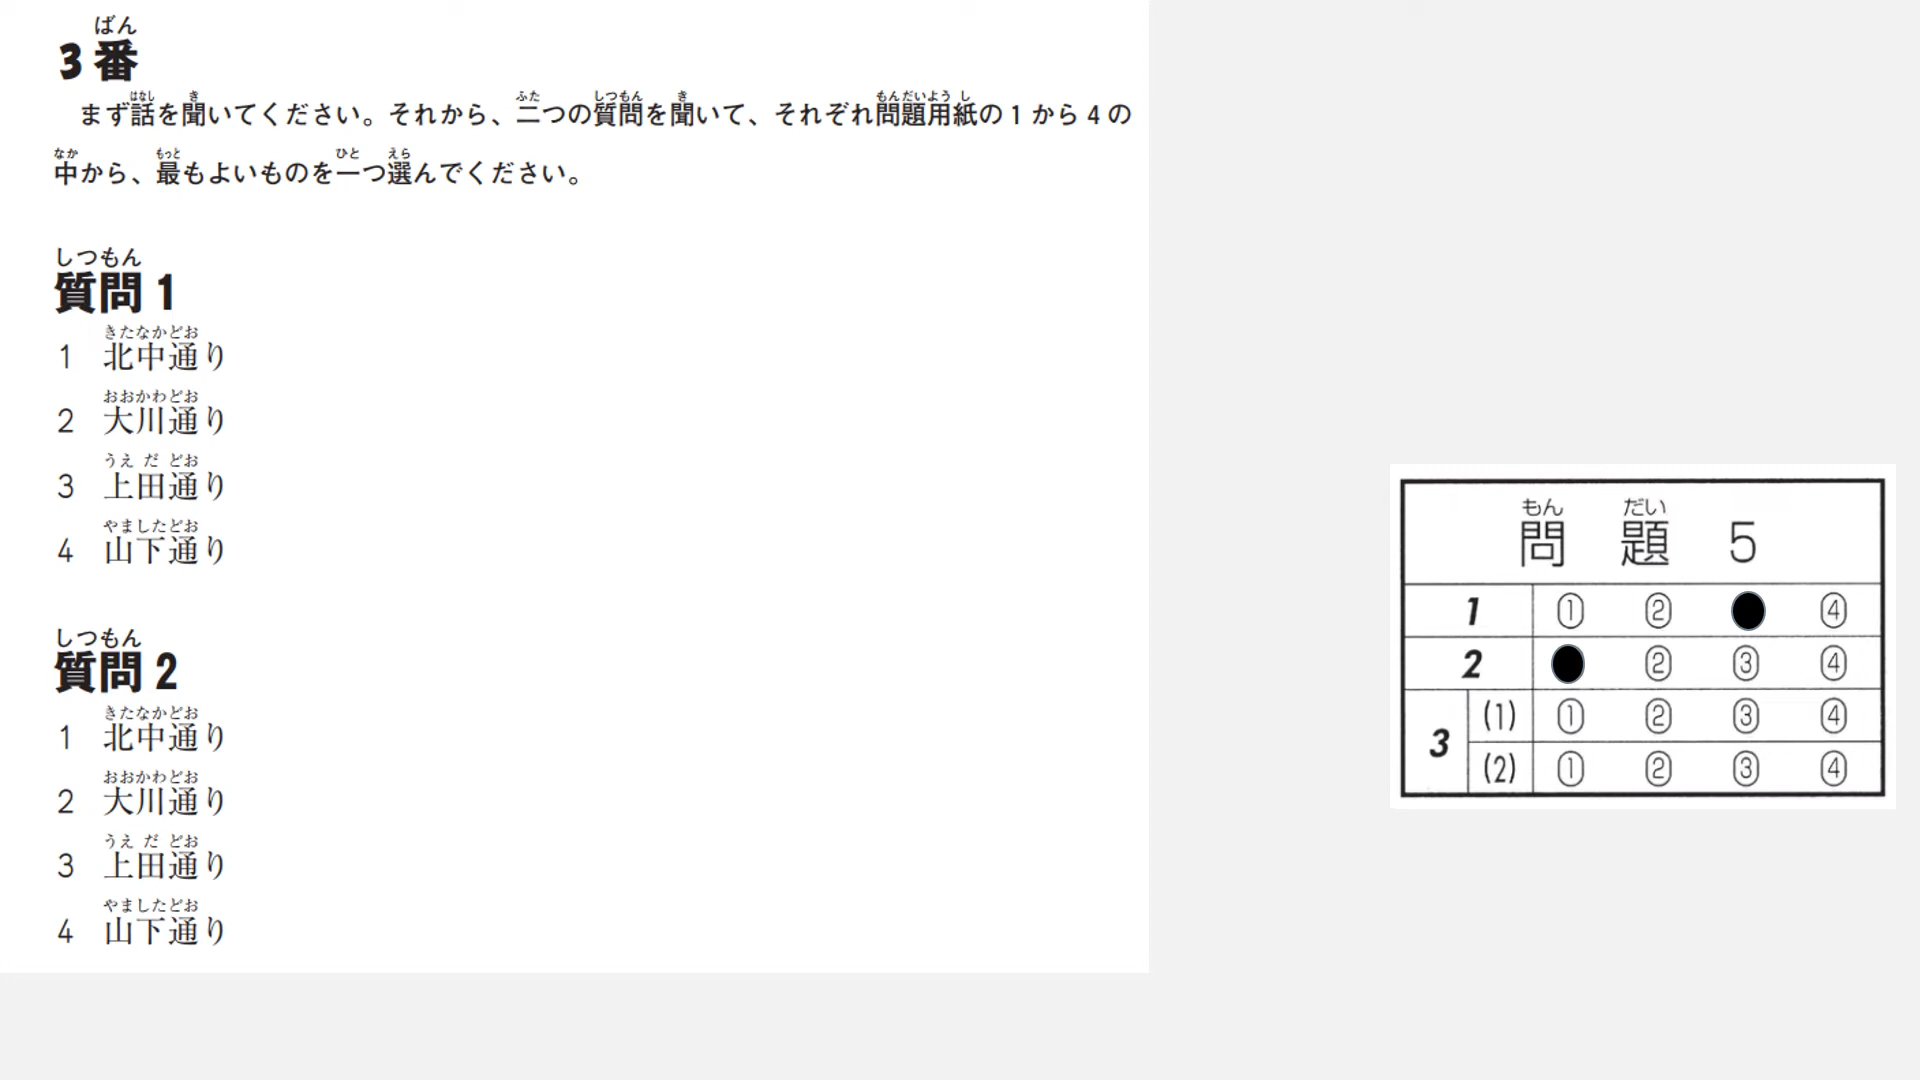 3番
まず話を聞いてください。それから、二つの質問を聞いて、それぞれ問題用紙の1から4の
中から、最もよいものを一つ選んでください。
質問1
1 北中通り
2 大川通り
3 上田通り
4 山下通り
質問2
1 北中通り
2 大川通り
3 上田通り
4 山下通り
問題5
1 ① ② ④
2 ② ③ ④
3 (1) ① ② ③ ④
(2) ① ② ③ ④